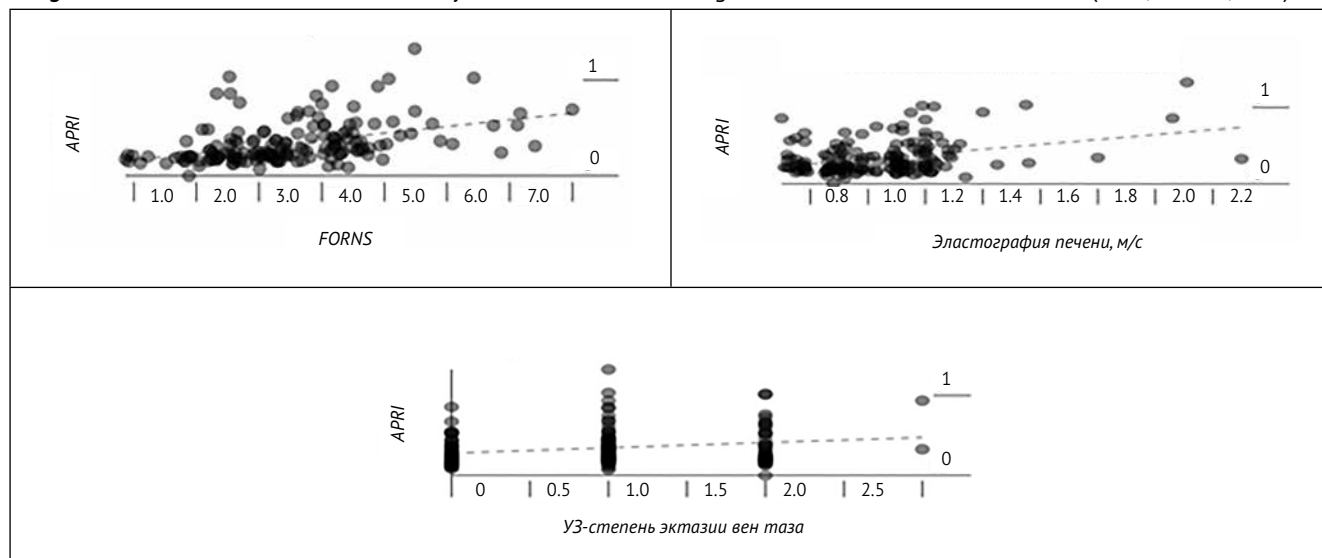 APRI
1
0
1.0 2.0 3.0 4.0 5.0 6.0 7.0
FORNS
APRI
1
0
0.8 1.0 1.2 1.4 1.6 1.8 2.0 2.2
Эластография печени, м/с
APRI
1
0
0 0.5 1.0 1.5 2.0 2.5
УЗ-степень эктазии вен таза